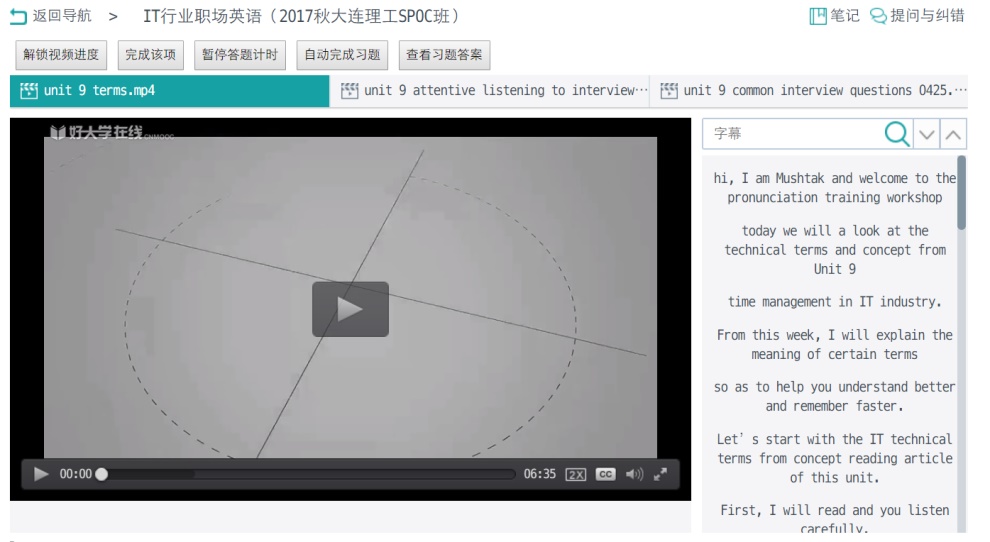 返回导航 > IT行业职场英语（2017秋大连理工SPOC班） 笔记 提问与纠错
解锁视频进度 完成该项 暂停答题计时 自动完成习题 查看习题答案
unit 9 terms.mp4 unit 9 attentive listening to interview… unit 9 common interview questions 0425.…
好大学在线 CNMOOC
字幕
hi, I am Mushtak and welcome to the
pronunciation training workshop
today we will a look at the
technical terms and concept from
Unit 9
time management in IT industry.
From this week, I will explain the
meaning of certain terms
so as to help you understand better
and remember faster.
Let's start with the IT technical
terms from concept reading article
of this unit.
First, I will read and you listen
carefully.
00:00 06:35 2X CC